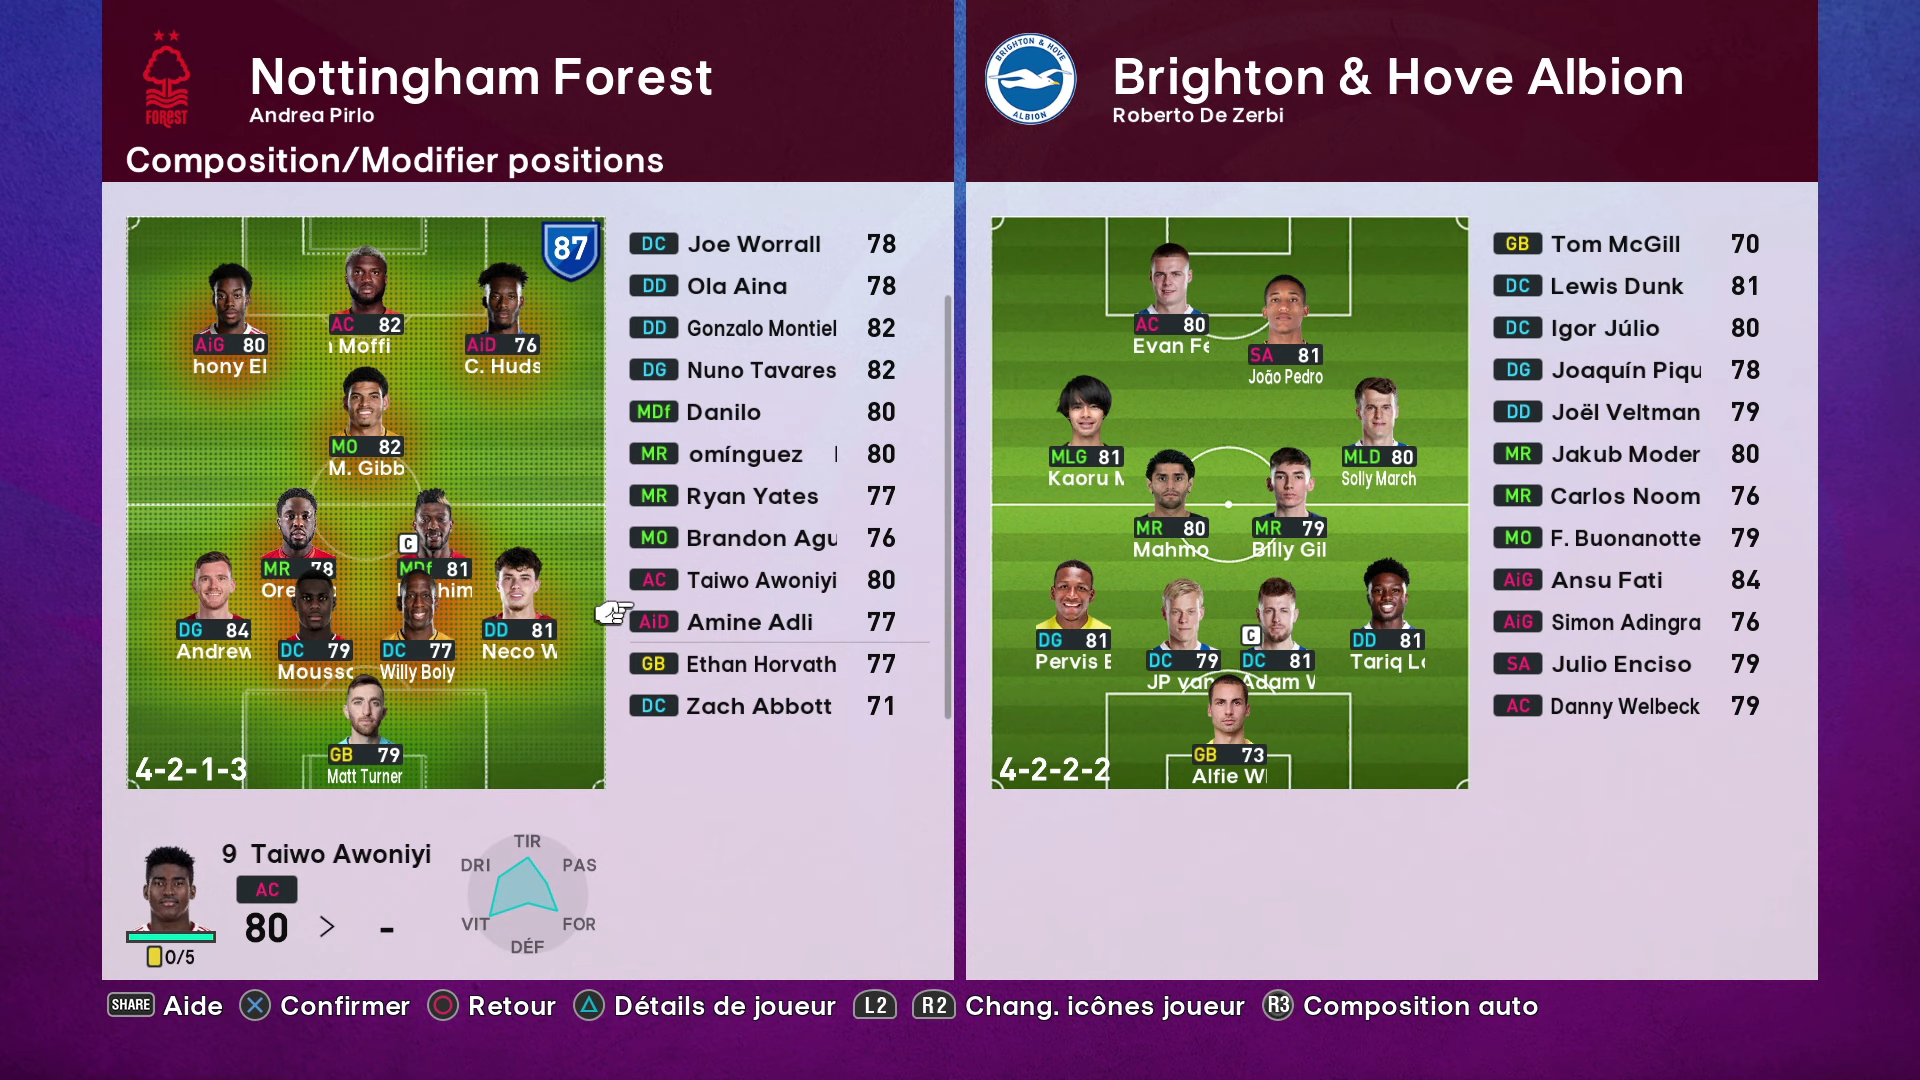 FOREST
Nottingham Forest
Andrea Pirlo
Composition/Modifier positions
BRIGHTON & HOVE ALBION
Brighton & Hove Albion
Roberto De Zerbi
87
AiG 80
hony El
AC 82
Moffi
AiD 76
C. Huds
MO 82
M. Gibb
MR 78
C
MDf 81
DG 84
Andrew
DC 79
Mouss
DC 77
Willy Boly
DD 81
Neco W
GB 79
Matt Turner
4-2-1-3
DC Joe Worrall 78
DD Ola Aina 78
DD Gonzalo Montiel 82
DG Nuno Tavares 82
MDf Danilo 80
MR omínguez 80
MR Ryan Yates 77
MO Brandon Agu 76
AC Taiwo Awoniyi 80
AiD Amine Adli 77
GB Ethan Horvath 77
DC Zach Abbott 71
AC 80
Evan Fe
SA 81
João Pedro
MLG 81
Kaoru M
MLD 80
Solly March
MR 80
Mahmo
MR 79
Billy Gil
DG 81
Pervis E
DC 79
JP van
C
DC 81
Adam V
DD 81
Tariq L
GB 73
Alfie W
4-2-2-2
GB Tom McGill 70
DC Lewis Dunk 81
DC Igor Júlio 80
DG Joaquín Piqu 78
DD Joël Veltman 79
MR Jakub Moder 80
MR Carlos Noom 76
MO F. Buonanotte 79
AiG Ansu Fati 84
AiG Simon Adingra 76
SA Julio Enciso 79
AC Danny Welbeck 79
9 Taiwo Awoniyi
AC
80 > -
0/5
TIR
DRI PAS
VIT FOR
DÉF
SHARE Aide Confirmer Retour Détails de joueur L2 R2 Chang. icônes joueur R3 Composition auto